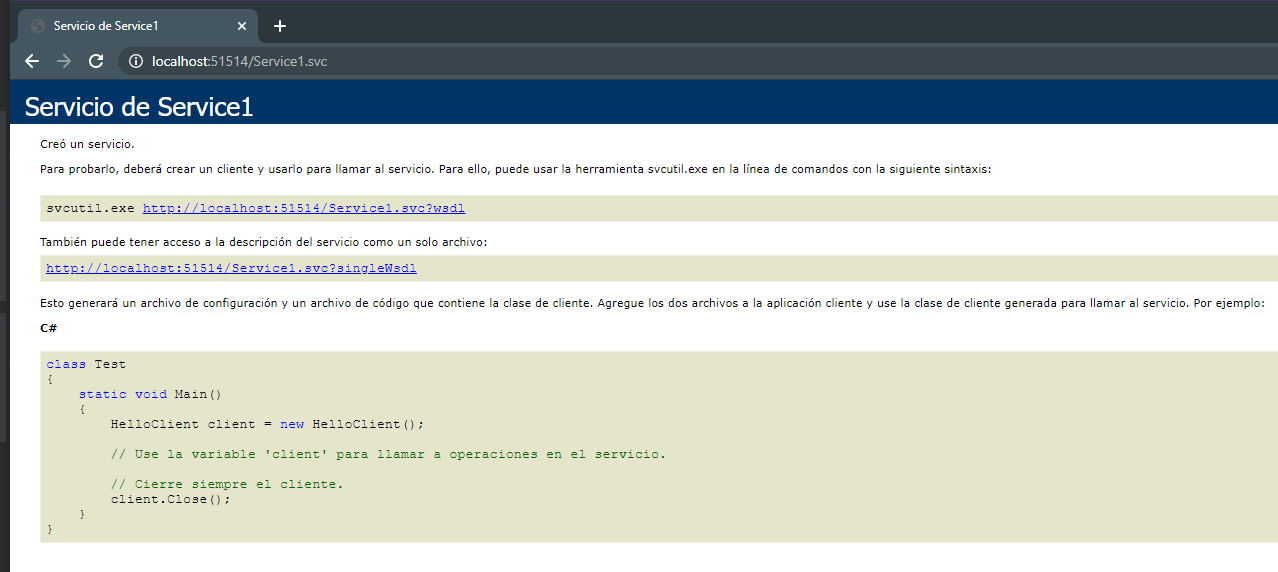 Servicio de Service1
localhost:51514/Service1.svc
Servicio de Service1
Creó un servicio.
Para probarlo, deberá crear un cliente y usarlo para llamar al servicio. Para ello, puede usar la herramienta svcutil.exe en la línea de comandos con la siguiente sintaxis:
svcutil.exe http://localhost:51514/Service1.svc?wsdl
También puede tener acceso a la descripción del servicio como un solo archivo:
http://localhost:51514/Service1.svc?singleWsdl
Esto generará un archivo de configuración y un archivo de código que contiene la clase de cliente. Agregue los dos archivos a la aplicación cliente y use la clase de cliente generada para llamar al servicio. Por ejemplo:
C#
class Test
{
    static void Main()
    {
        HelloClient client = new HelloClient();
        // Use la variable 'client' para llamar a operaciones en el servicio.
        // Cierre siempre el cliente.
        client.Close();
    }
}